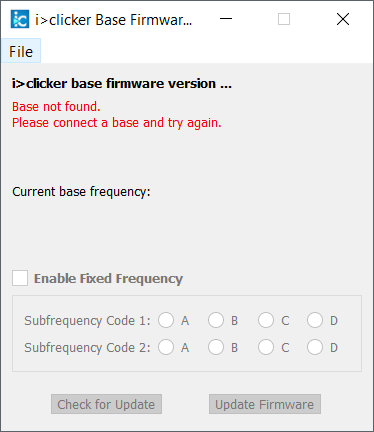 iC i>clicker Base Firmwar...
File
i>clicker base firmware version ...
Base not found.
Please connect a base and try again.
Current base frequency:
Enable Fixed Frequency
Subfrequency Code 1: A B C D
Subfrequency Code 2: A B C D
Check for Update Update Firmware